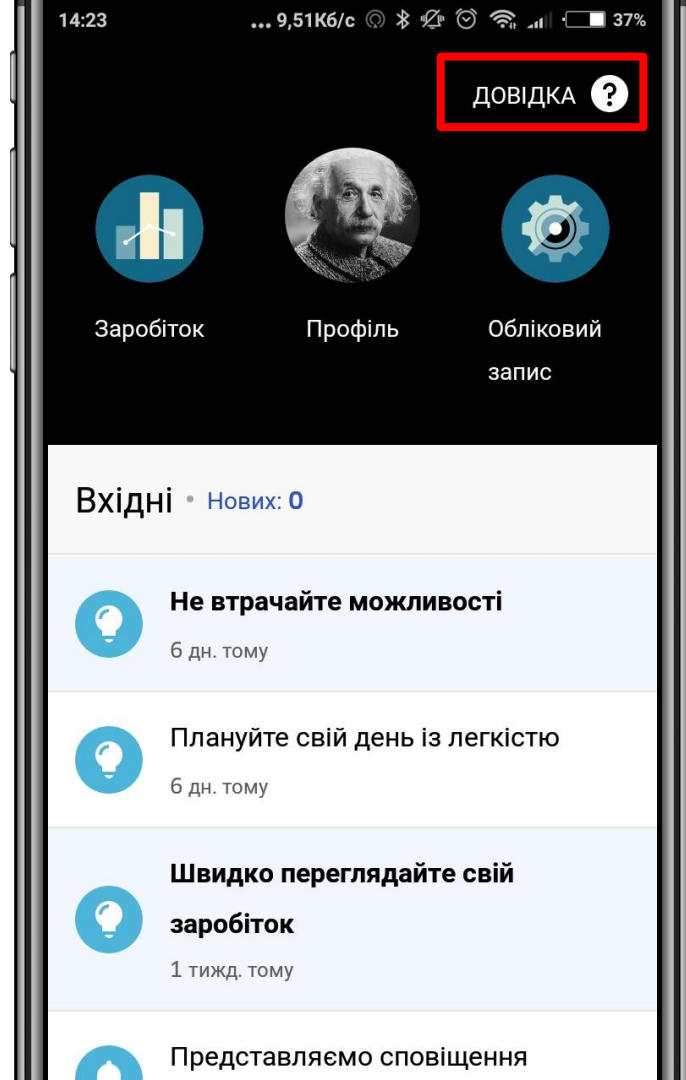 14:23 ... 9,51Кб/с 37%
ДОВІДКА ?
Заробіток
Профіль
Обліковий
запис
Вхідні • Нових: 0
Не втрачайте можливості
6 дн. тому
Плануйте свій день із легкістю
6 дн. тому
Швидко переглядайте свій
заробіток
1 тижд. тому
Представляємо сповіщення